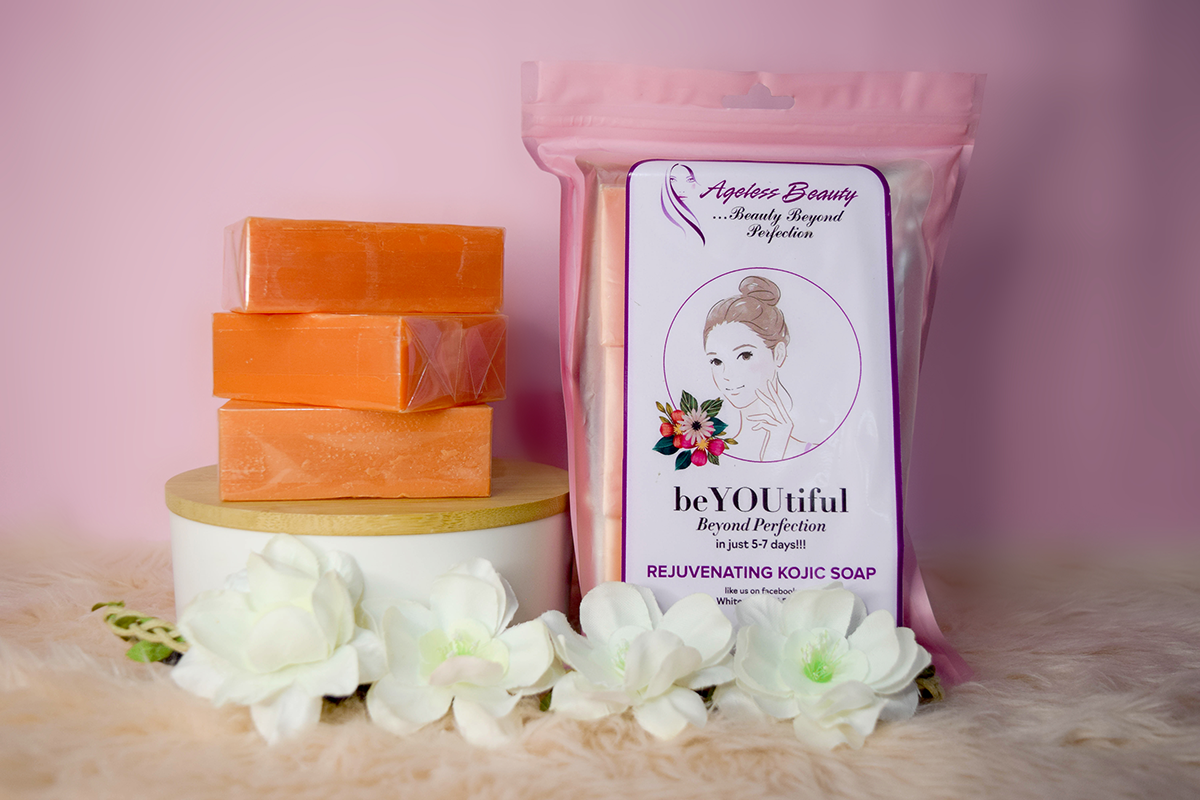 Ageless Beauty
...Beauty Beyond
Perfection
beYOUtiful
Beyond Perfection
in just 5-7 days!!!
REJUVENATING KOJIC SOAP
like us on facebook